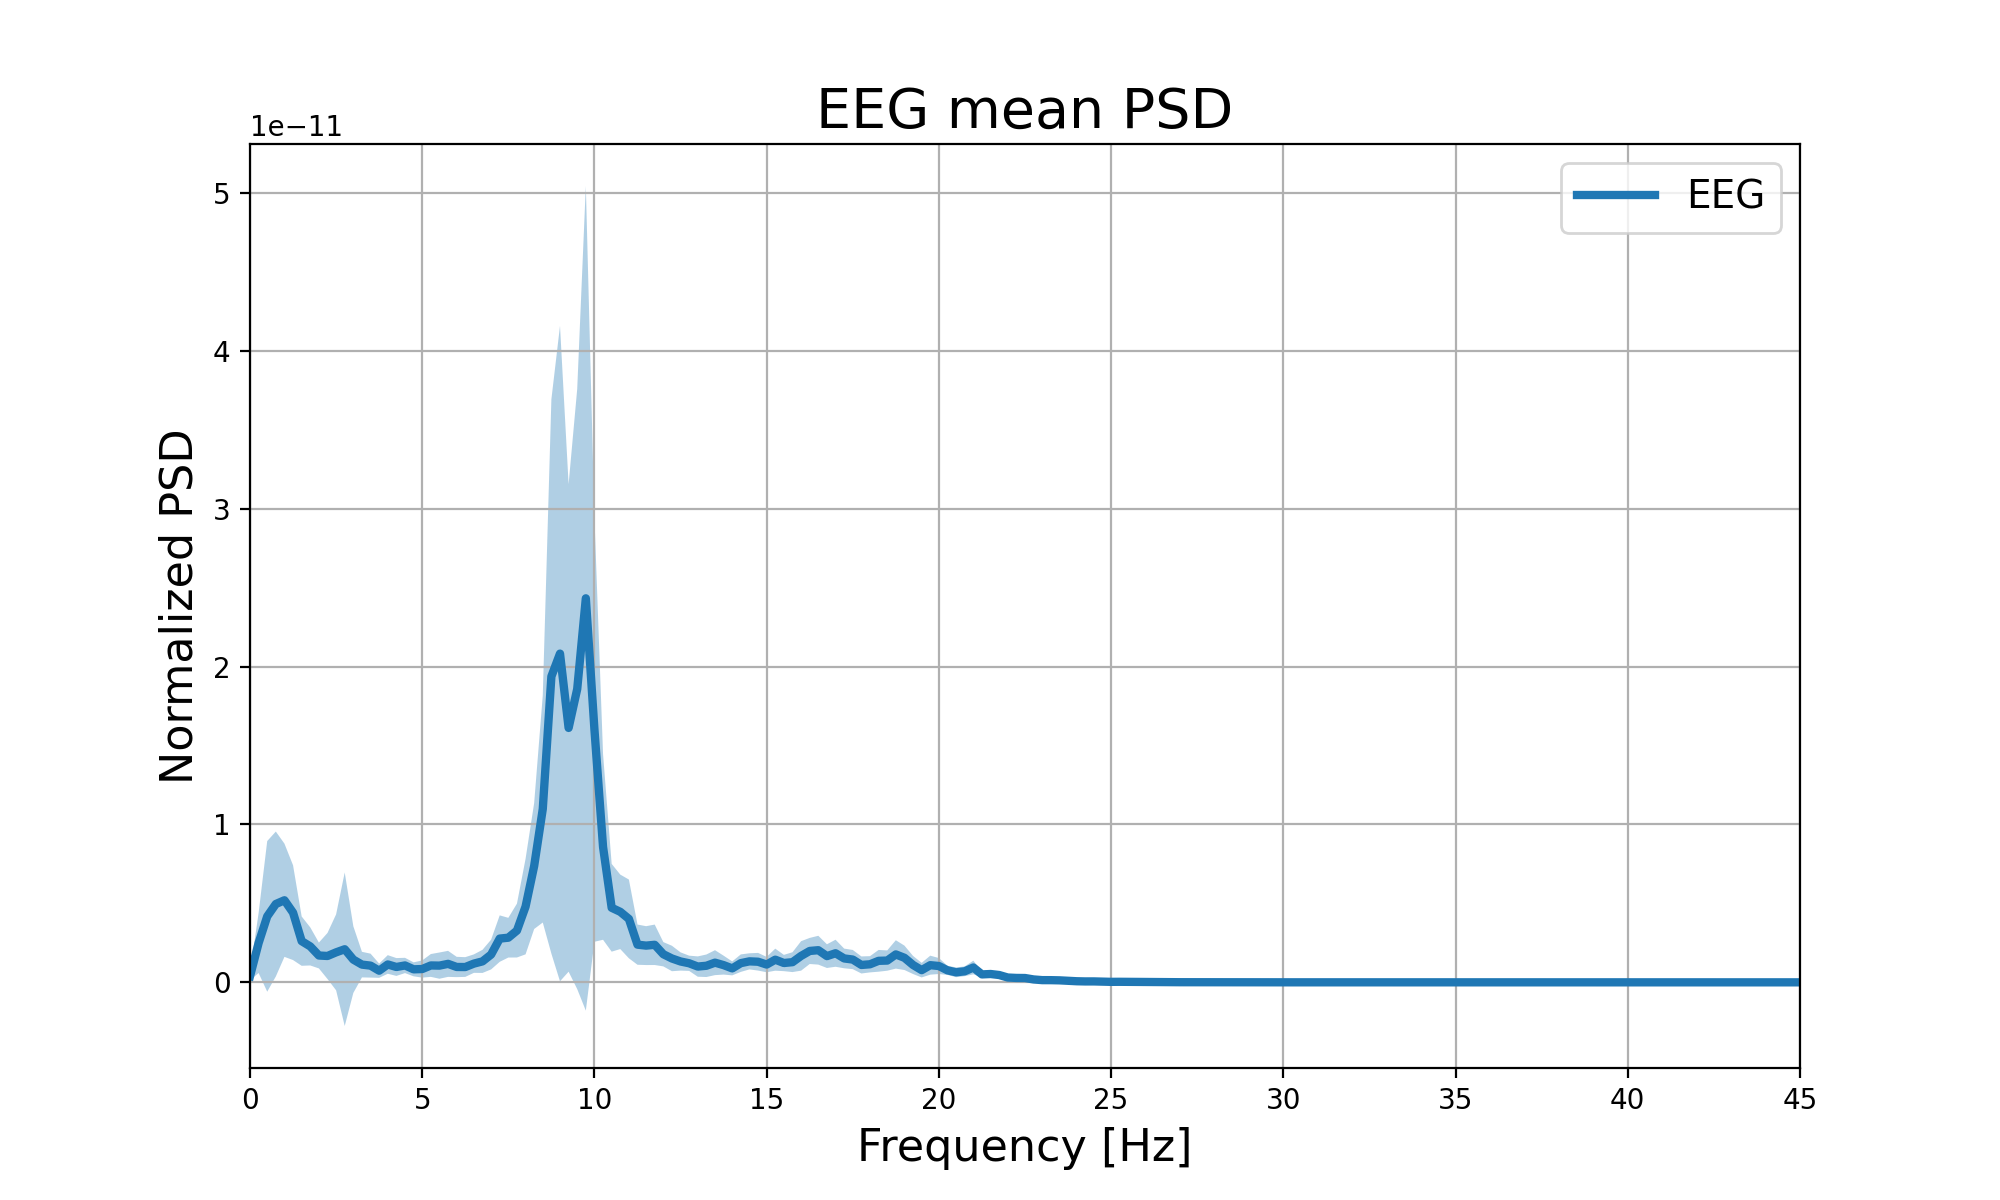 EEG mean PSD
1e−11
EEG
5
4
3
2
1
0
Normalized PSD
0 5 10 15 20 25 30 35 40 45
Frequency [Hz]